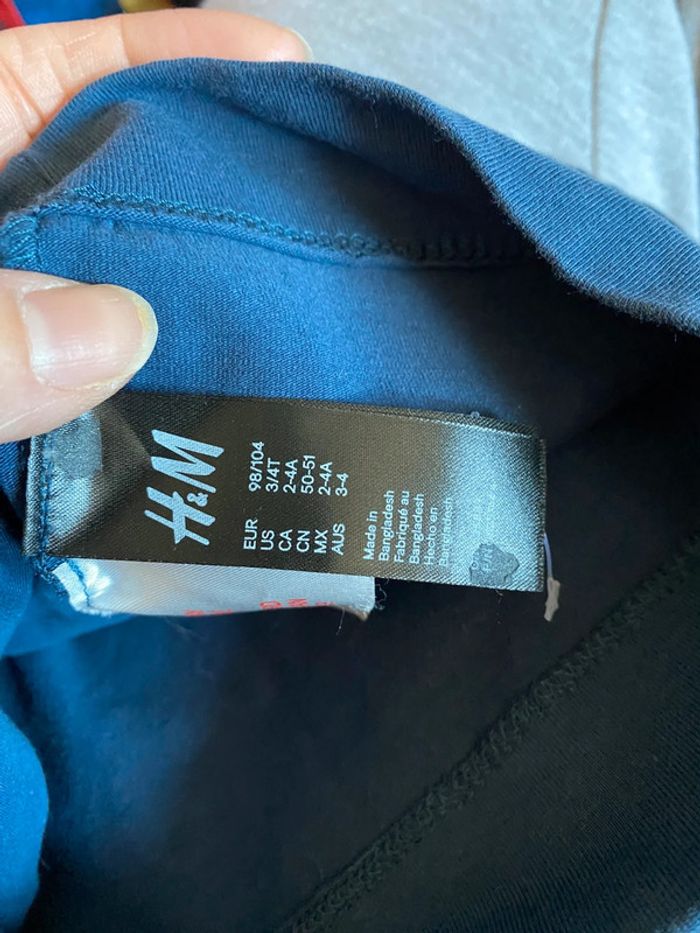 H&M
EUR 98/104
US 3/4T
CA 2-4A
CN 50-51
MX 2-4A
AUS 3-4
Made in
Bangladesh
Fabriqué au
Bangladesh
Hecho en
Bangladesh